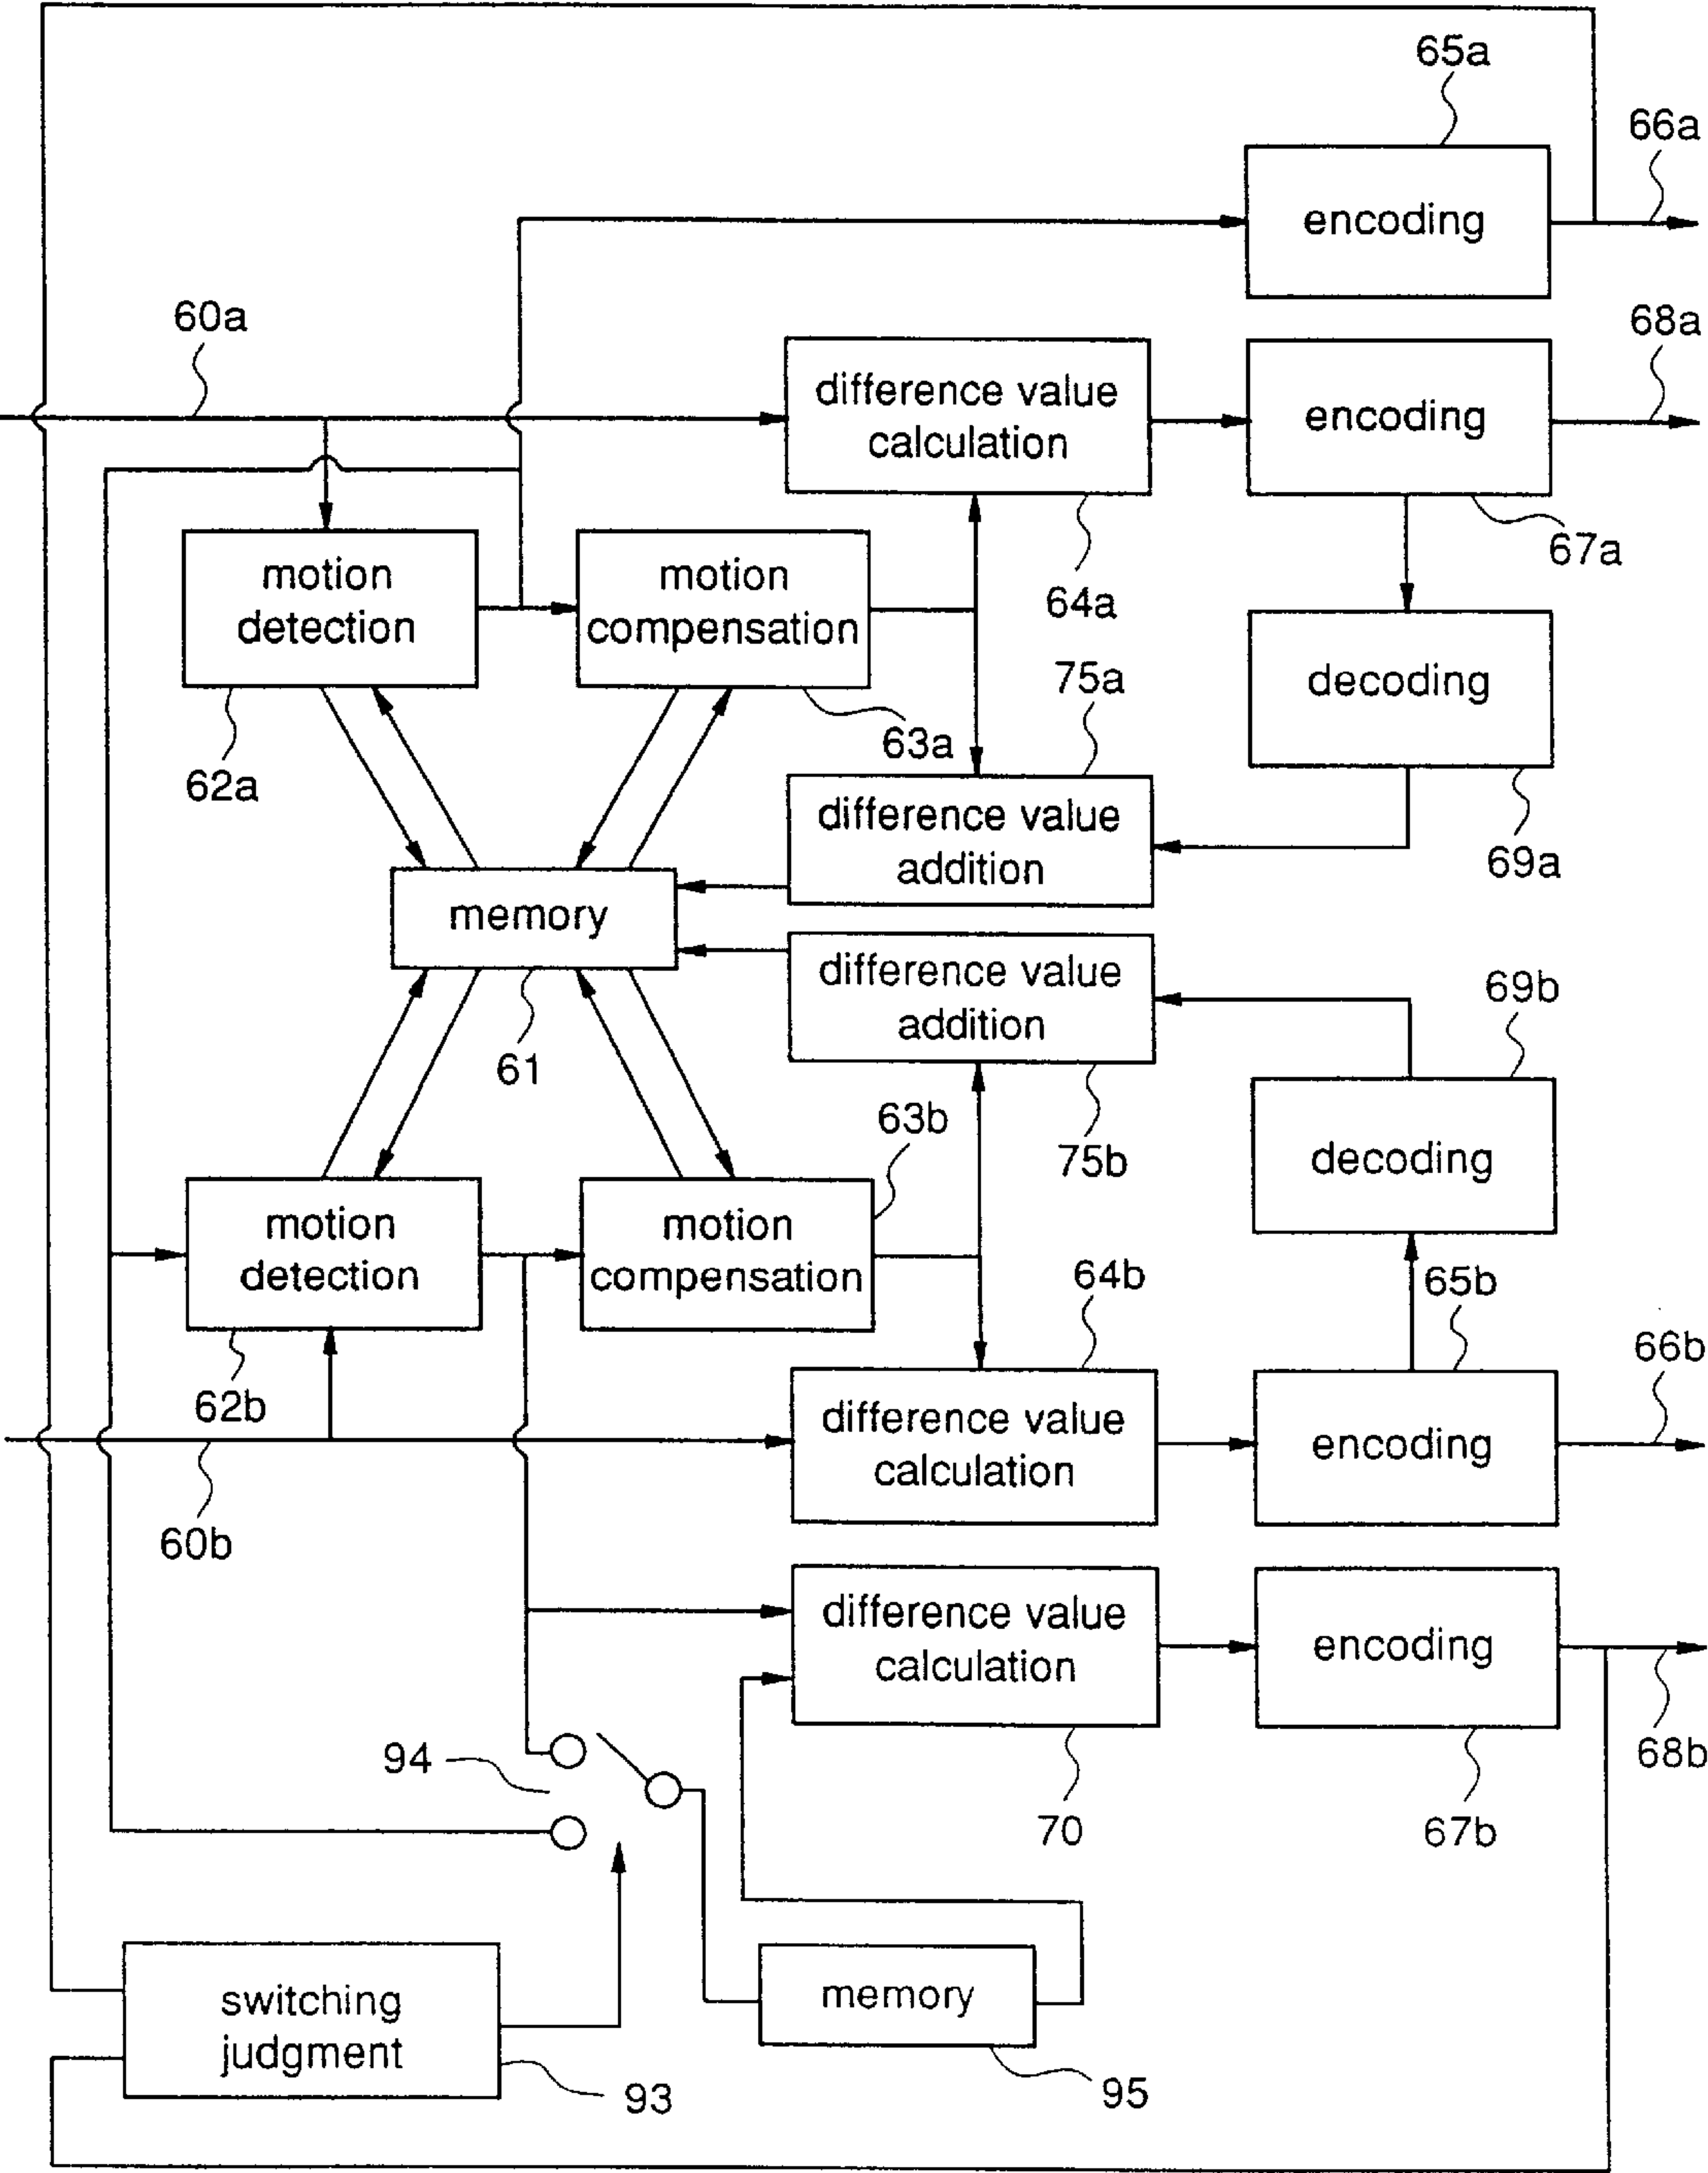 65a
66a
encoding
60a
68a
difference value
calculation
encoding
67a
motion
detection
motion
compensation
64a
75a
decoding
63a
62a
difference value
addition
69a
memory
difference value
addition
69b
61
63b
75b
decoding
motion
detection
motion
compensation
64b
65b
66b
62b
difference value
calculation
encoding
60b
difference value
calculation
encoding
94
68b
70
67b
switching
judgment
memory
93
95